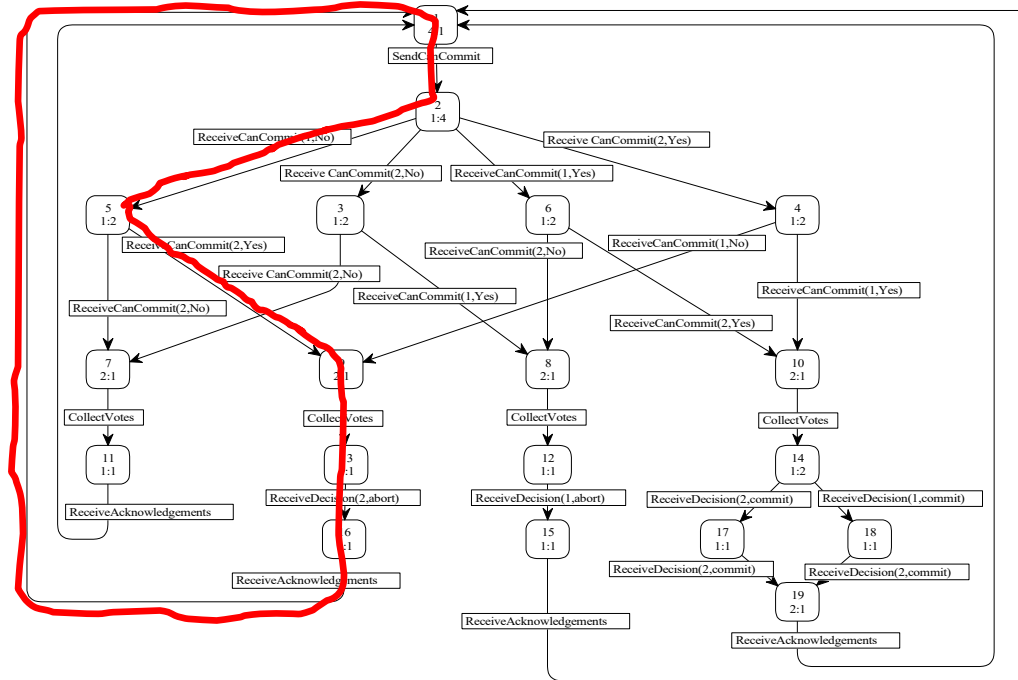 1
4:1
SendCanCommit
2
1:4
ReceiveCanCommit(1,No)
Receive CanCommit(2,Yes)
Receive CanCommit(2,No)
ReceiveCanCommit(1,Yes)
5
1:2
3
1:2
6
1:2
4
1:2
ReceiveCanCommit(2,Yes)
ReceiveCanCommit(2,No)
ReceiveCanCommit(1,No)
Receive CanCommit(2,No)
ReceiveCanCommit(1,Yes)
ReceiveCanCommit(1,Yes)
ReceiveCanCommit(2,No)
ReceiveCanCommit(2,Yes)
7
2:1
2:1
8
2:1
10
2:1
CollectVotes
CollectVotes
CollectVotes
CollectVotes
11
1:1
13
:1
12
1:1
14
1:2
ReceiveDecision(2,abort)
ReceiveDecision(1,abort)
ReceiveDecision(2,commit)
ReceiveDecision(1,commit)
ReceiveAcknowledgements
16
:1
15
1:1
17
1:1
18
1:1
ReceiveDecision(2,commit)
ReceiveDecision(2,commit)
ReceiveAcknowledgements
19
2:1
ReceiveAcknowledgements
ReceiveAcknowledgements